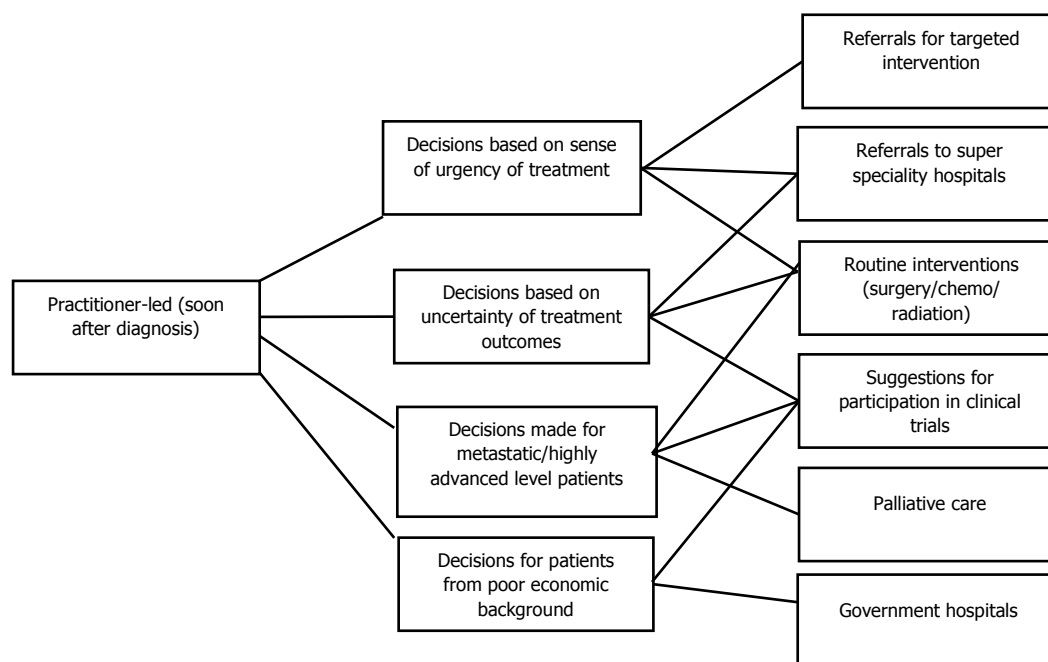 Practitioner-led (soon
after diagnosis)
Decisions based on sense
of urgency of treatment
Decisions based on
uncertainty of treatment
outcomes
Decisions made for
metastatic/highly
advanced level patients
Decisions for patients
from poor economic
background
Referrals for targeted
intervention
Referrals to super
speciality hospitals
Routine interventions
(surgery/chemo/
radiation)
Suggestions for
participation in clinical
trials
Palliative care
Government hospitals